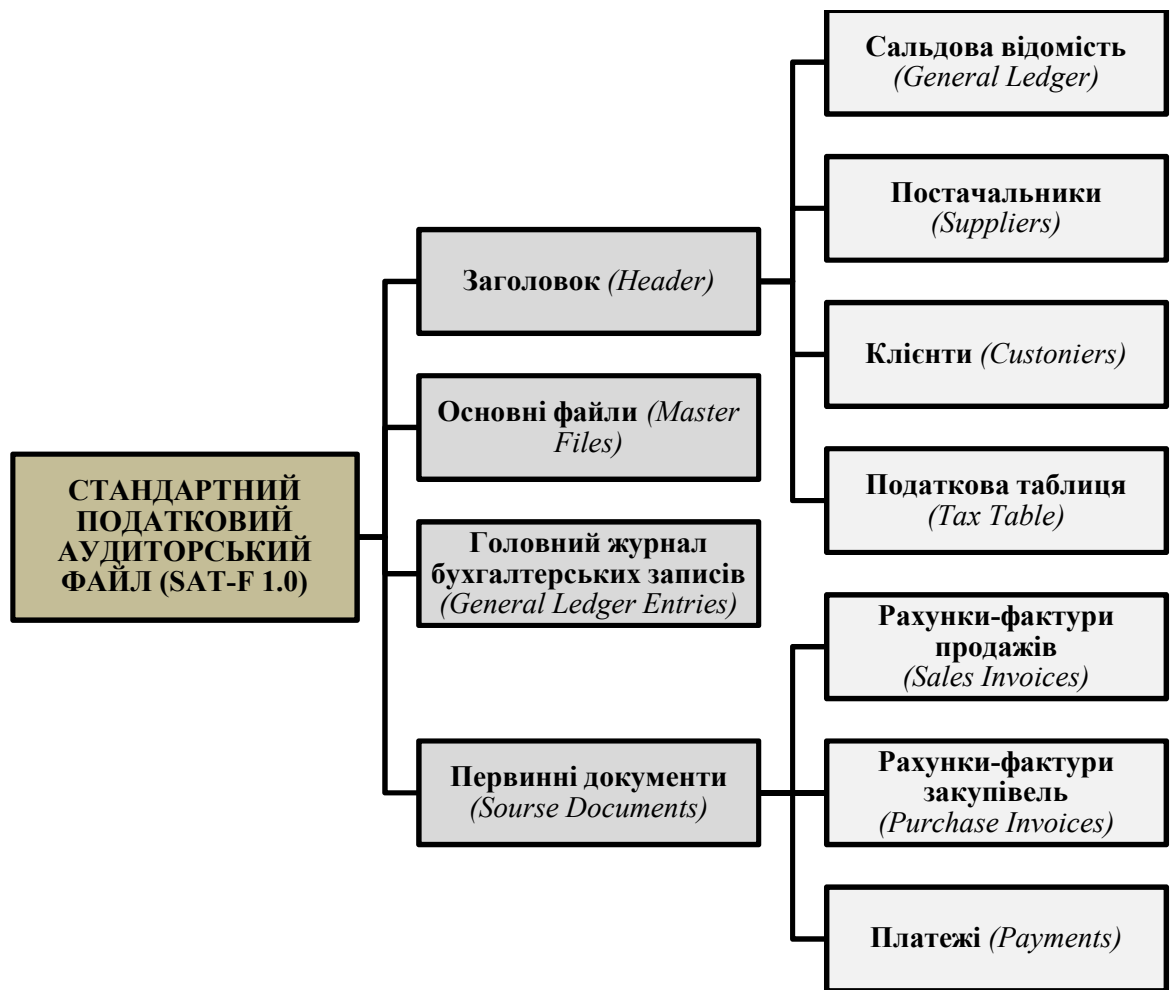 СТАНДАРТНИЙ
ПОДАТКОВИЙ
АУДИТОРСЬКИЙ
ФАЙЛ (SAT-F 1.0)
Заголовок (Header)
Сальдова відомість
(General Ledger)
Постачальники
(Suppliers)
Клієнти (Custoniers)
Податкова таблиця
(Tax Table)
Основні файли (Master
Files)
Головний журнал
бухгалтерських записів
(General Ledger Entries)
Первинні документи
(Sourse Documents)
Рахунки-фактури
продажів
(Sales Invoices)
Рахунки-фактури
закупівель
(Purchase Invoices)
Платежі (Payments)